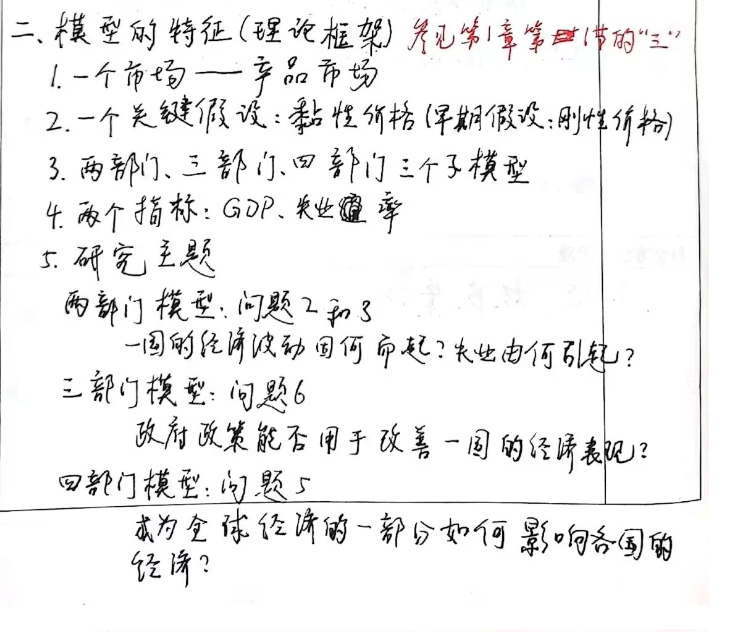 二、模型的特征(理论框架) 参见第1章第1节的"三"
1. 一个市场——产品市场
2. 一个关键假设:黏性价格(早期假设:刚性价格)
3. 两部门、三部门、四部门三个子模型
4. 两个指标:GDP、失业率
5. 研究主题
两部门模型:问题2和3
一国的经济波动因何而起?失业由何引起?
三部门模型:问题6
政府政策能否用于改善一国的经济表现?
四部门模型:问题5
成为全球经济的一部分如何影响各国的
经济?